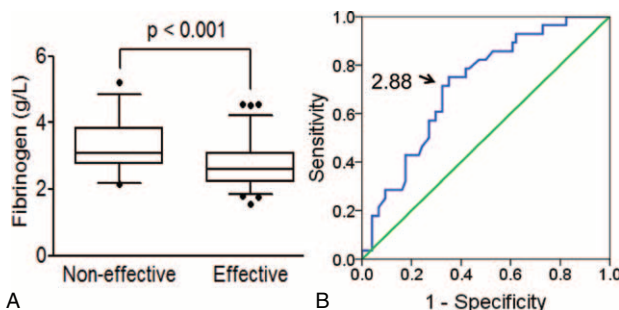 p < 0.001
Fibrinogen (g/L)
6
4
2
0
Non-effective Effective
A
1.0
0.8
0.6
0.4
0.2
0.0
Sensitivity
2.88
0.0 0.2 0.4 0.6 0.8 1.0
1 - Specificity
B